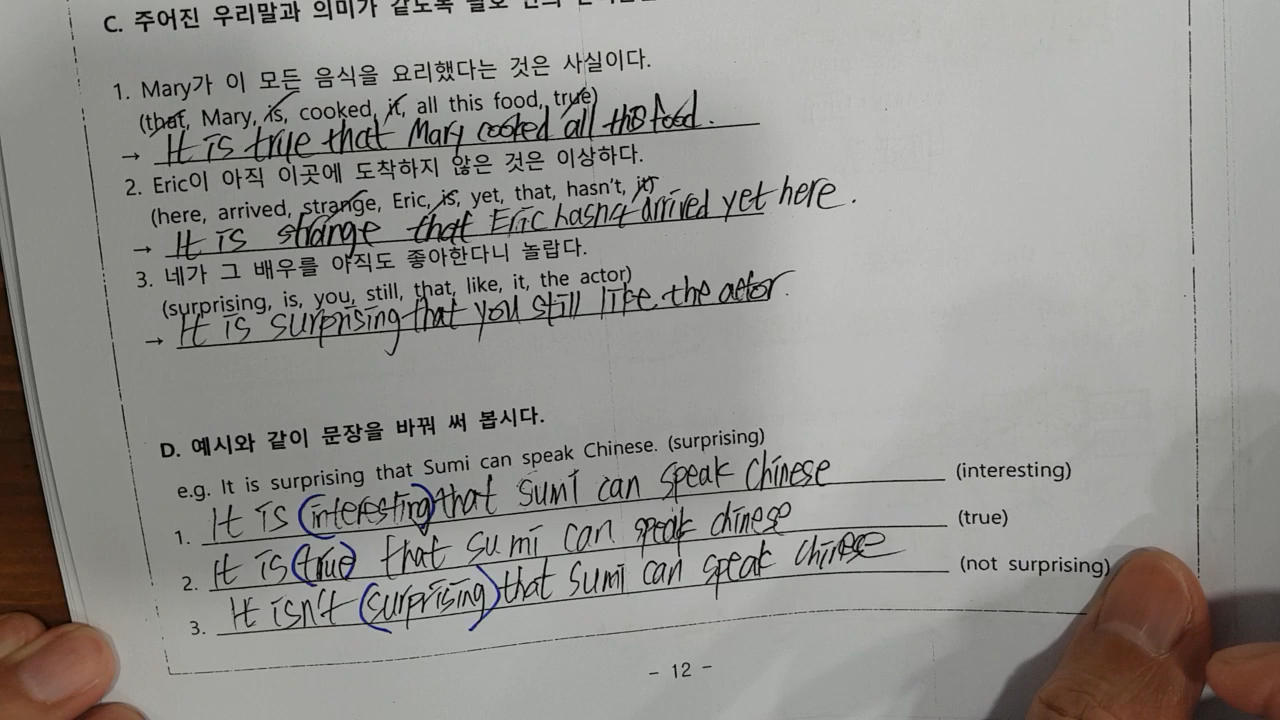 C. 주어진 우리말과 의미가 같도록
1. Mary가 이 모든 음식을 요리했다는 것은 사실이다.
(that, Mary, is, cooked, it, all this food, true)
→ It is true that Mary cooked all this food.
2. Eric이 아직 이곳에 도착하지 않은 것은 이상하다.
(here, arrived, strange, Eric, is, yet, that, hasn't, it)
→ It is strange that Eric hasn't arrived yet here.
3. 네가 그 배우를 아직도 좋아한다니 놀랍다.
(surprising, is, you, still, that, like, it, the actor)
→ It is surprising that you still like the actor.
D. 예시와 같이 문장을 바꿔 써 봅시다.
e.g. It is surprising that Sumi can speak Chinese. (surprising)
1. It is interesting that Sumi can speak Chinese (interesting)
2. It is true that sumi can speak chinese (true)
3. It isn't surprising that Sumi can speak chinese (not surprising)
- 12 -